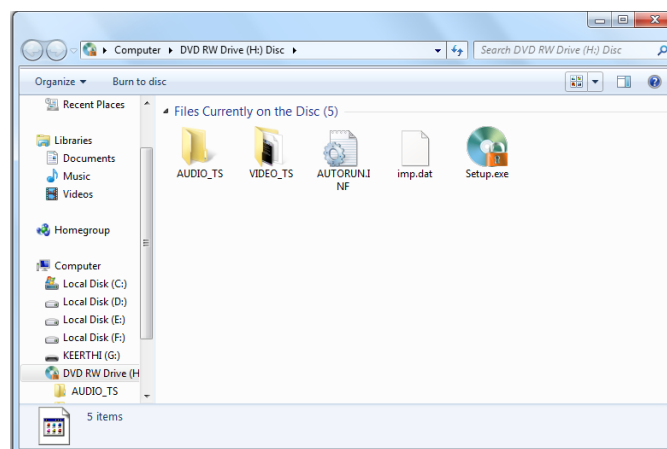 Computer ▸ DVD RW Drive (H:) Disc ▸
Search DVD RW Drive (H:) Disc
Organize Burn to disc
Recent Places
Libraries
Documents
Music
Videos
Homegroup
Computer
Local Disk (C:)
Local Disk (D:)
Local Disk (E:)
Local Disk (F:)
KEERTHI (G:)
DVD RW Drive (H
AUDIO_TS
Files Currently on the Disc (5)
AUDIO_TS
VIDEO_TS
AUTORUN.I
NF
imp.dat
Setup.exe
5 items